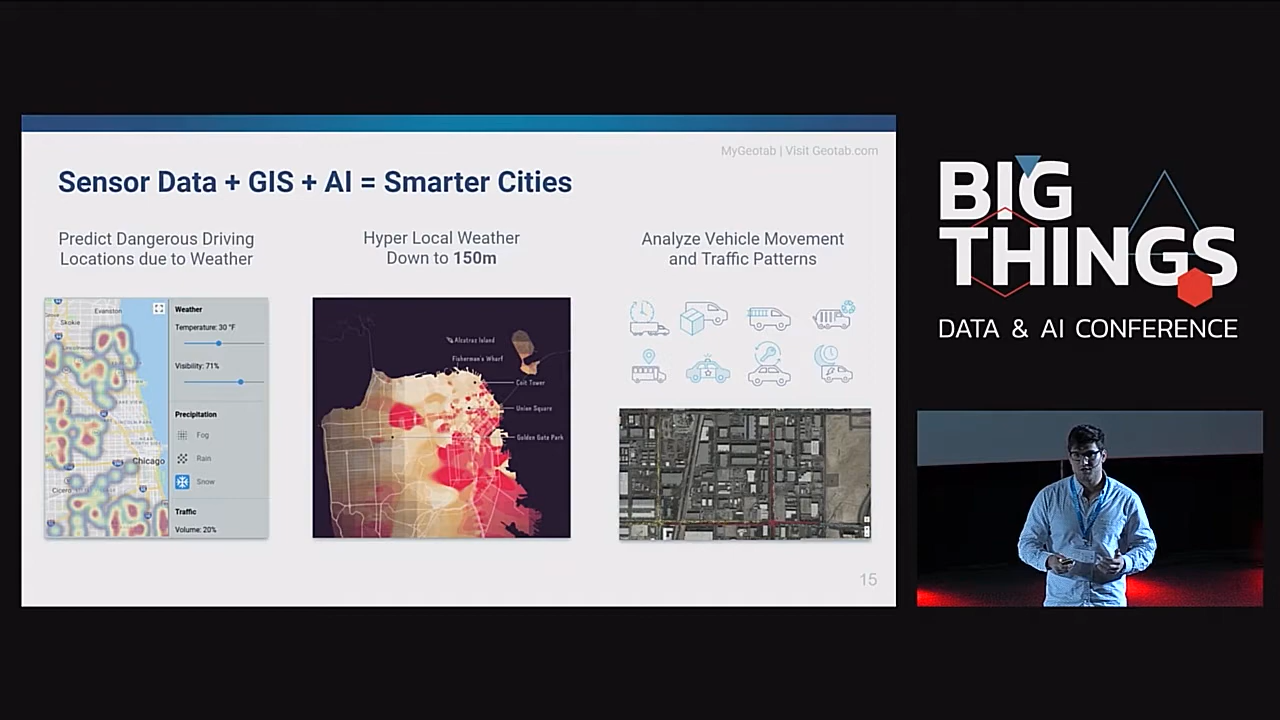 MyGeotab | Visit Geotab.com
Sensor Data + GIS + AI = Smarter Cities
Predict Dangerous Driving
Locations due to Weather
Hyper Local Weather
Down to 150m
Analyze Vehicle Movement
and Traffic Patterns
Evanston
Skokie
Chicago
Cicero
Weather
Temperature: 30 °F
Visibility: 71%
Precipitation
Fog
Rain
Snow
Traffic
Volume: 20%
Alcatraz Island
Fisherman's Wharf
Coit Tower
Union Square
Golden Gate Park
15
BIG
THINGS
DATA & AI CONFERENCE